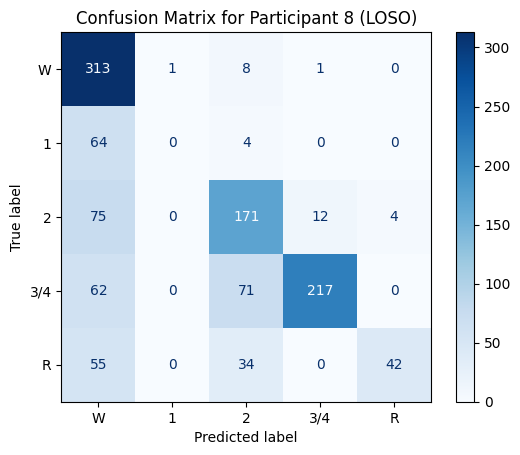 Confusion Matrix for Participant 8 (LOSO)
W 313 1 8 1 0
1 64 0 4 0 0
2 75 0 171 12 4
3/4 62 0 71 217 0
R 55 0 34 0 42
W 1 2 3/4 R
Predicted label
True label
300
250
200
150
100
50
0